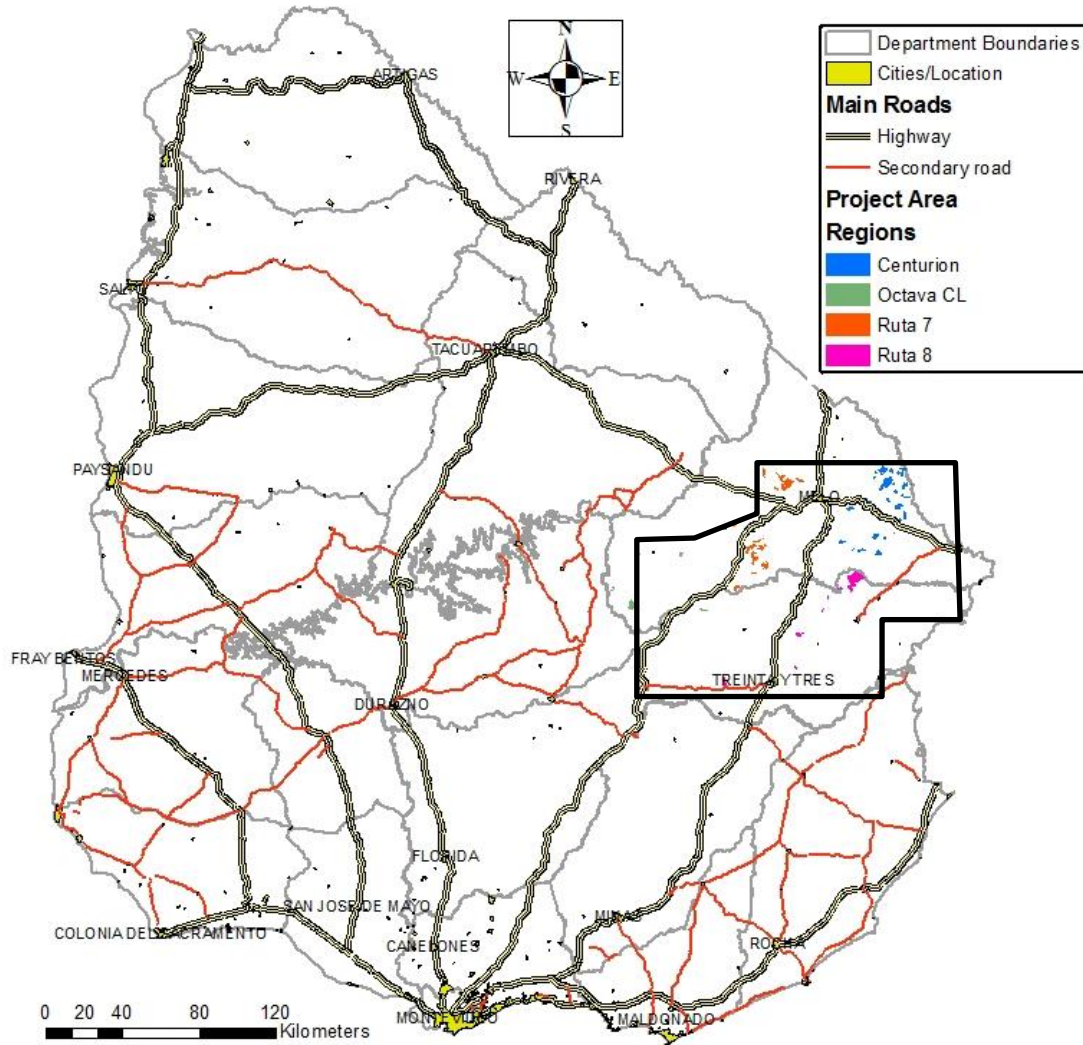 N
W E
S
Department Boundaries
Cities/Location
Main Roads
Highway
Secondary road
Project Area
Regions
Centurion
Octava CL
Ruta 7
Ruta 8
ARTIGAS
RIVERA
SALTO
TACUAREMBO
PAYSANDU
MELO
FRAY BENTOS
MERCEDES
TREINTA Y TRES
DURAZNO
FLORIDA
SAN JOSE DE MAYO
MINAS
COLONIA DEL SACRAMENTO
CANELONES
ROCHA
MONTEVIDEO
MALDONADO
0 20 40 80 120
Kilometers